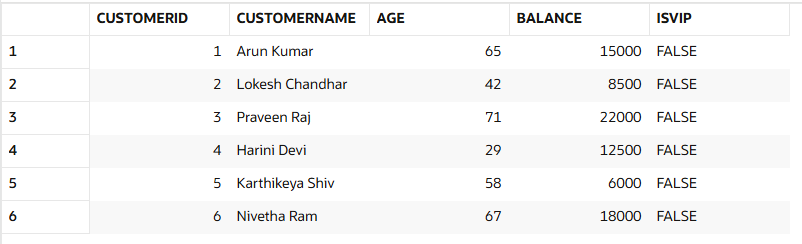 CUSTOMERID CUSTOMERNAME AGE BALANCE ISVIP
1 1 Arun Kumar 65 15000 FALSE
2 2 Lokesh Chandhar 42 8500 FALSE
3 3 Praveen Raj 71 22000 FALSE
4 4 Harini Devi 29 12500 FALSE
5 5 Karthikeya Shiv 58 6000 FALSE
6 6 Nivetha Ram 67 18000 FALSE